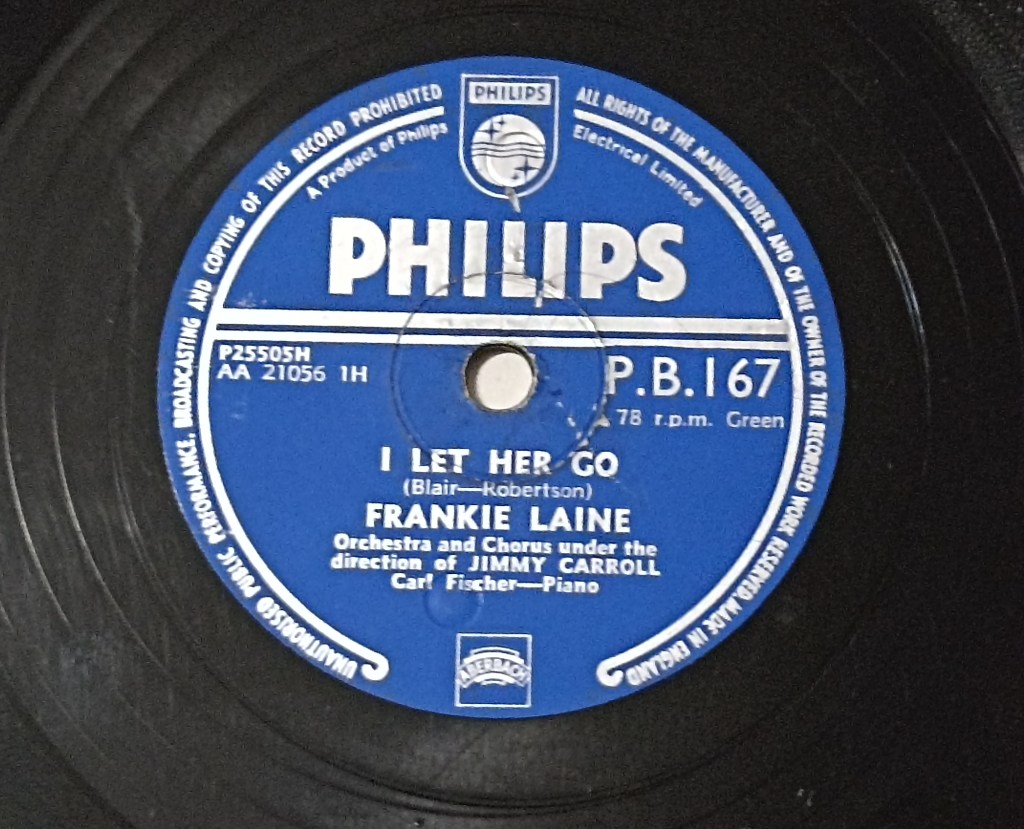 UNAUTHORISED PUBLIC PERFORMANCE, BROADCASTING AND COPYING OF THIS RECORD PROHIBITED
ALL RIGHTS OF THE MANUFACTURER AND OF THE OWNER OF THE RECORDED WORK RESERVED. MADE IN ENGLAND
PHILIPS
A Product of Philips
Electrical Limited
PHILIPS
P25505H
AA 21056 1H
P.B.167
78 r.p.m. Green
I LET HER GO
(Blair—Robertson)
FRANKIE LAINE
Orchestra and Chorus under the
direction of JIMMY CARROLL
Carl Fischer—Piano
ABERBACH